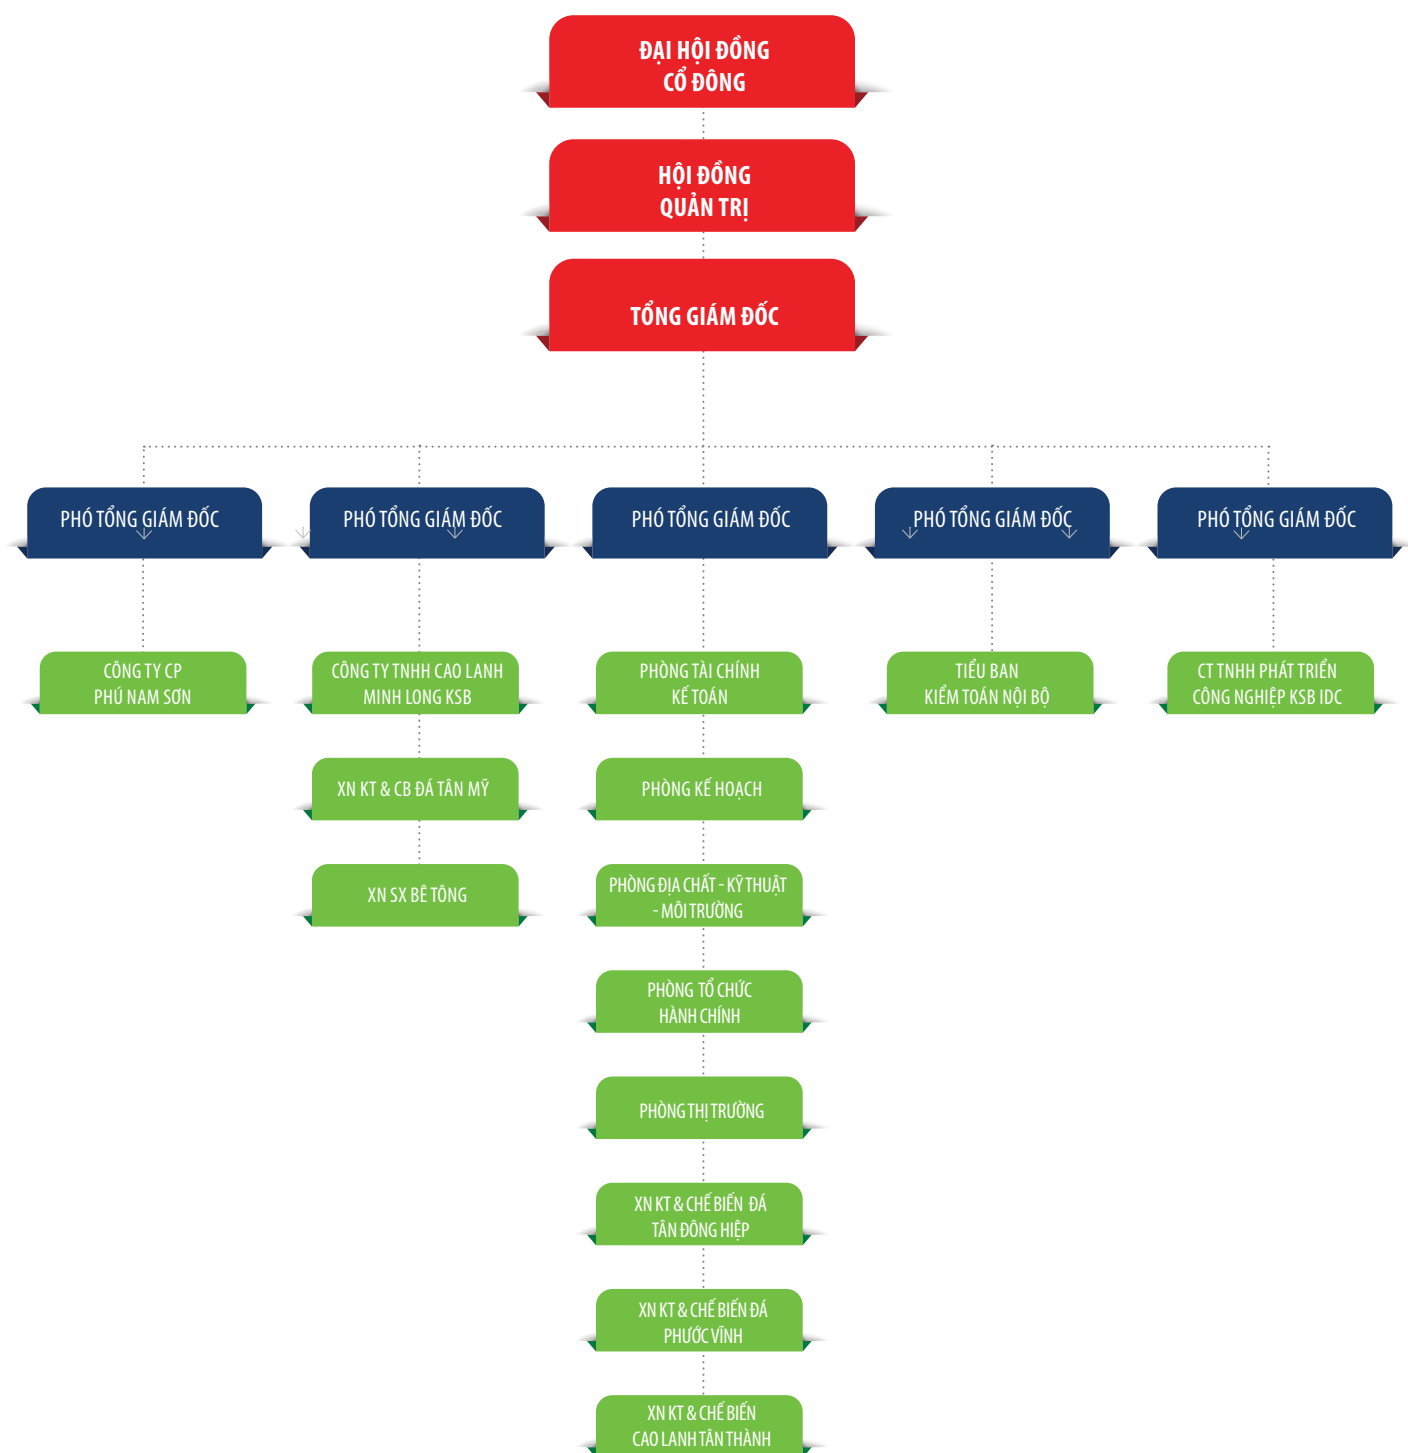 ĐẠI HỘI ĐỒNG
CỔ ĐÔNG
HỘI ĐỒNG
QUẢN TRỊ
TỔNG GIÁM ĐỐC
PHÓ TỔNG GIÁM ĐỐC
PHÓ TỔNG GIÁM ĐỐC
PHÓ TỔNG GIÁM ĐỐC
PHÓ TỔNG GIÁM ĐỐC
PHÓ TỔNG GIÁM ĐỐC
CÔNG TY CP
PHÚ NAM SƠN
CÔNG TY TNHH CAO LANH
MINH LONG KSB
XN KT & CB ĐÁ TÂN MỸ
XN SX BÊ TÔNG
PHÒNG TÀI CHÍNH
KẾ TOÁN
PHÒNG KẾ HOẠCH
PHÒNG ĐỊA CHẤT - KỸ THUẬT
- MÔI TRƯỜNG
PHÒNG TỔ CHỨC
HÀNH CHÍNH
PHÒNG THỊ TRƯỜNG
XN KT & CHẾ BIẾN ĐÁ
TÂN ĐÔNG HIỆP
XN KT & CHẾ BIẾN ĐÁ
PHƯỚC VĨNH
XN KT & CHẾ BIẾN
CAO LANH TÂN THÀNH
TIỂU BAN
KIỂM TOÁN NỘI BỘ
CT TNHH PHÁT TRIỂN
CÔNG NGHIỆP KSB IDC